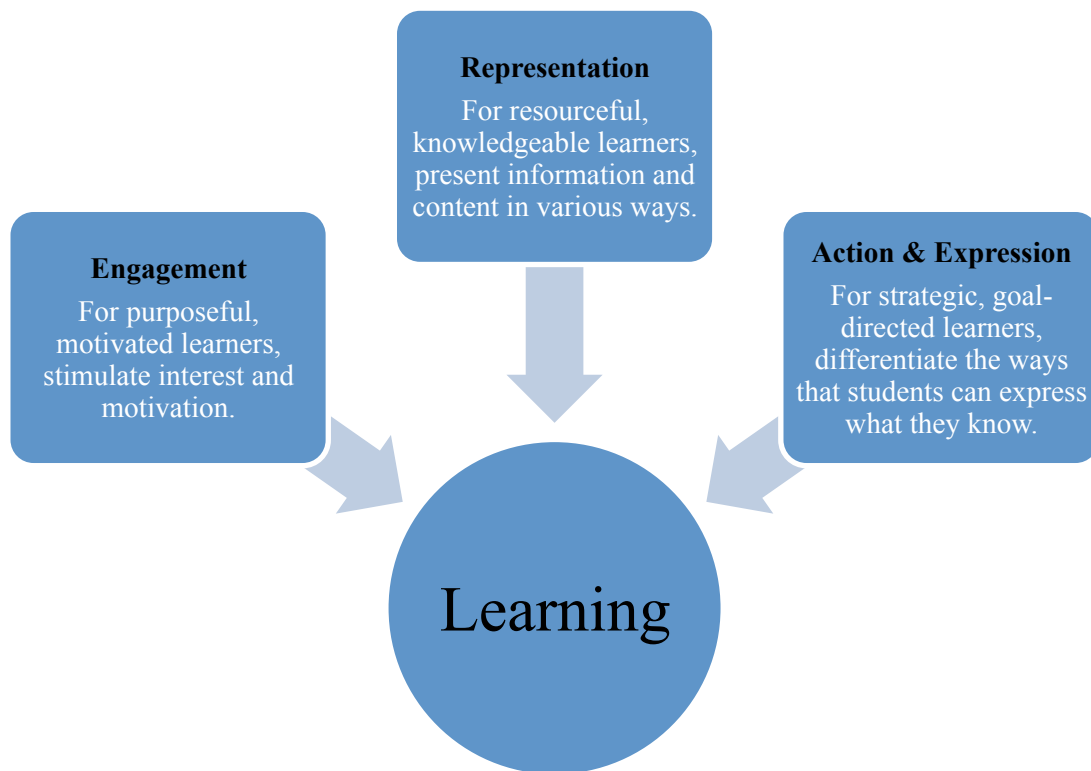 Representation
For resourceful,
knowledgeable learners,
present information and
content in various ways.
Engagement
For purposeful,
motivated learners,
stimulate interest and
motivation.
Action & Expression
For strategic, goal-
directed learners,
differentiate the ways
that students can express
what they know.
Learning